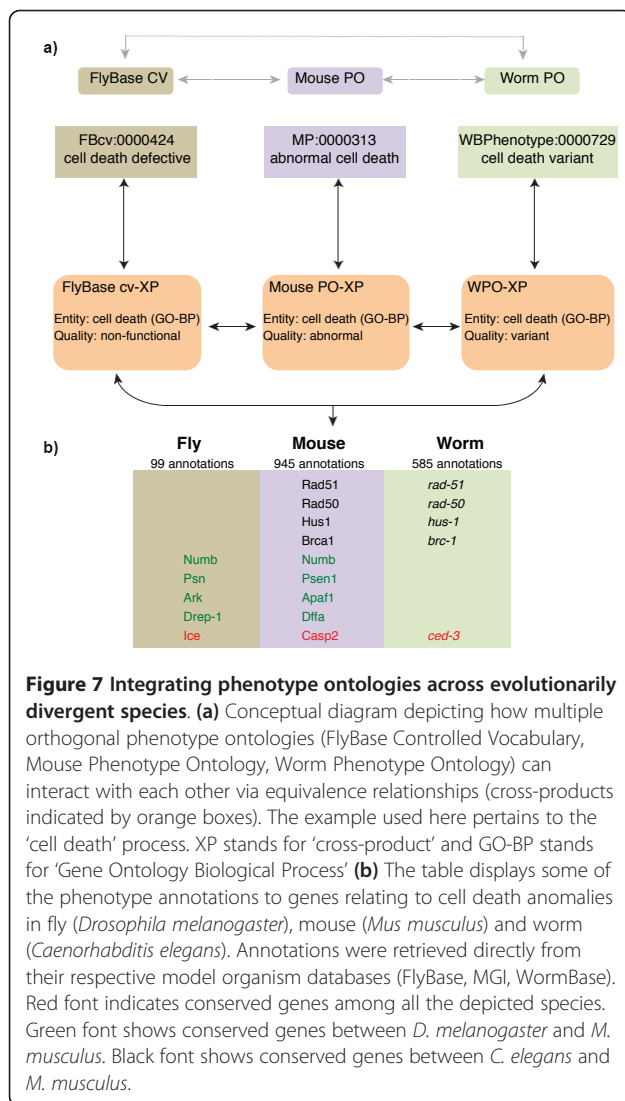 a)
FlyBase CV
Mouse PO
Worm PO
FBcv:0000424
cell death defective
MP:0000313
abnormal cell death
WBPhenotype:0000729
cell death variant
FlyBase cv-XP
Entity: cell death (GO-BP)
Quality: non-functional
Mouse PO-XP
Entity: cell death (GO-BP)
Quality: abnormal
WPO-XP
Entity: cell death (GO-BP)
Quality: variant
b)
Fly
Mouse
Worm
99 annotations
945 annotations
585 annotations
Rad51
rad-51
Rad50
rad-50
Hus1
hus-1
Brca1
brc-1
Numb
Numb
Psn
Psen1
Ark
Apaf1
Drep-1
Dffa
Ice
Casp2
ced-3
Figure 7 Integrating phenotype ontologies across evolutionarily
divergent species. (a) Conceptual diagram depicting how multiple
orthogonal phenotype ontologies (FlyBase Controlled Vocabulary,
Mouse Phenotype Ontology, Worm Phenotype Ontology) can
interact with each other via equivalence relationships (cross-products
indicated by orange boxes). The example used here pertains to the
‘cell death’ process. XP stands for ‘cross-product’ and GO-BP stands
for ‘Gene Ontology Biological Process’ (b) The table displays some of
the phenotype annotations to genes relating to cell death anomalies
in fly (Drosophila melanogaster), mouse (Mus musculus) and worm
(Caenorhabditis elegans). Annotations were retrieved directly from
their respective model organism databases (FlyBase, MGI, WormBase).
Red font indicates conserved genes among all the depicted species.
Green font shows conserved genes between D. melanogaster and M.
musculus. Black font shows conserved genes between C. elegans and
M. musculus.